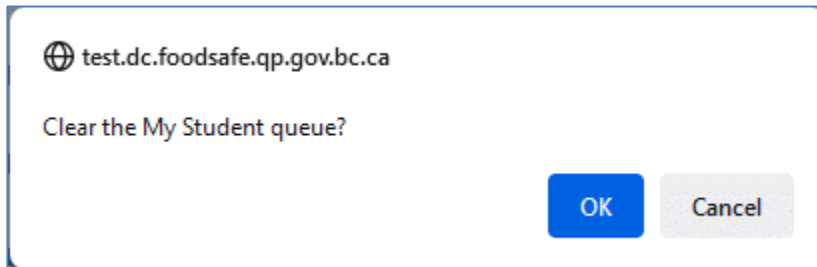 test.dc.foodsafe.qp.gov.bc.ca
Clear the My Student queue?
OK Cancel